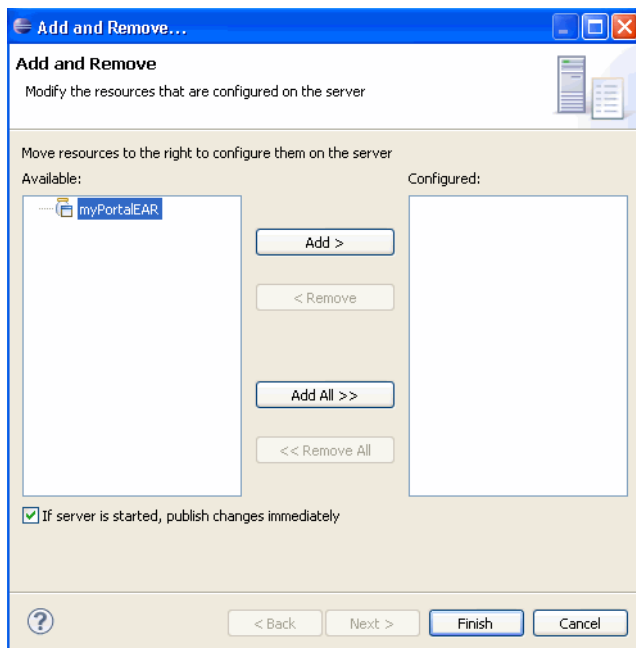 Add and Remove...
Add and Remove
Modify the resources that are configured on the server
Move resources to the right to configure them on the server
Available:
Configured:
myPortalEAR
Add >
< Remove
Add All >>
<< Remove All
If server is started, publish changes immediately
?
< Back
Next >
Finish
Cancel